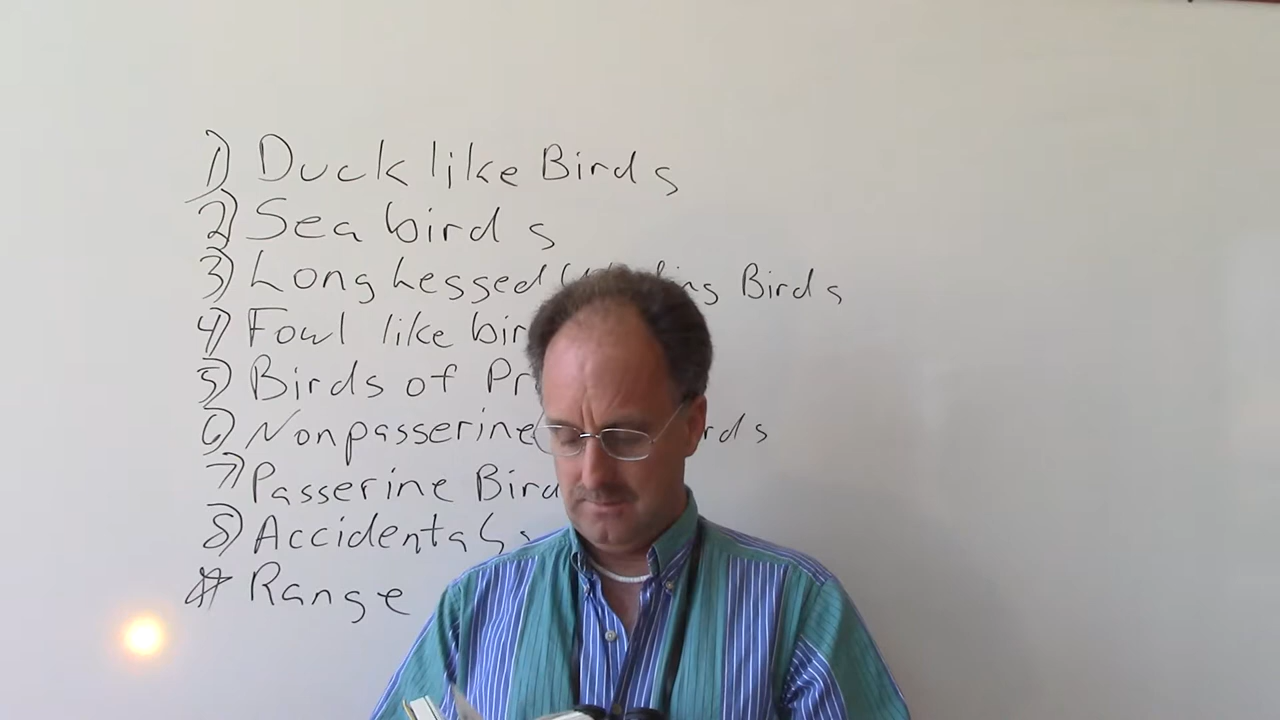 1) Duck like Birds
2) Sea birds
3) Long Legged Birds
4) Fowl like
5) Birds of
6) Nonpasserine
7) Passerine
8) Accidentals
* Range